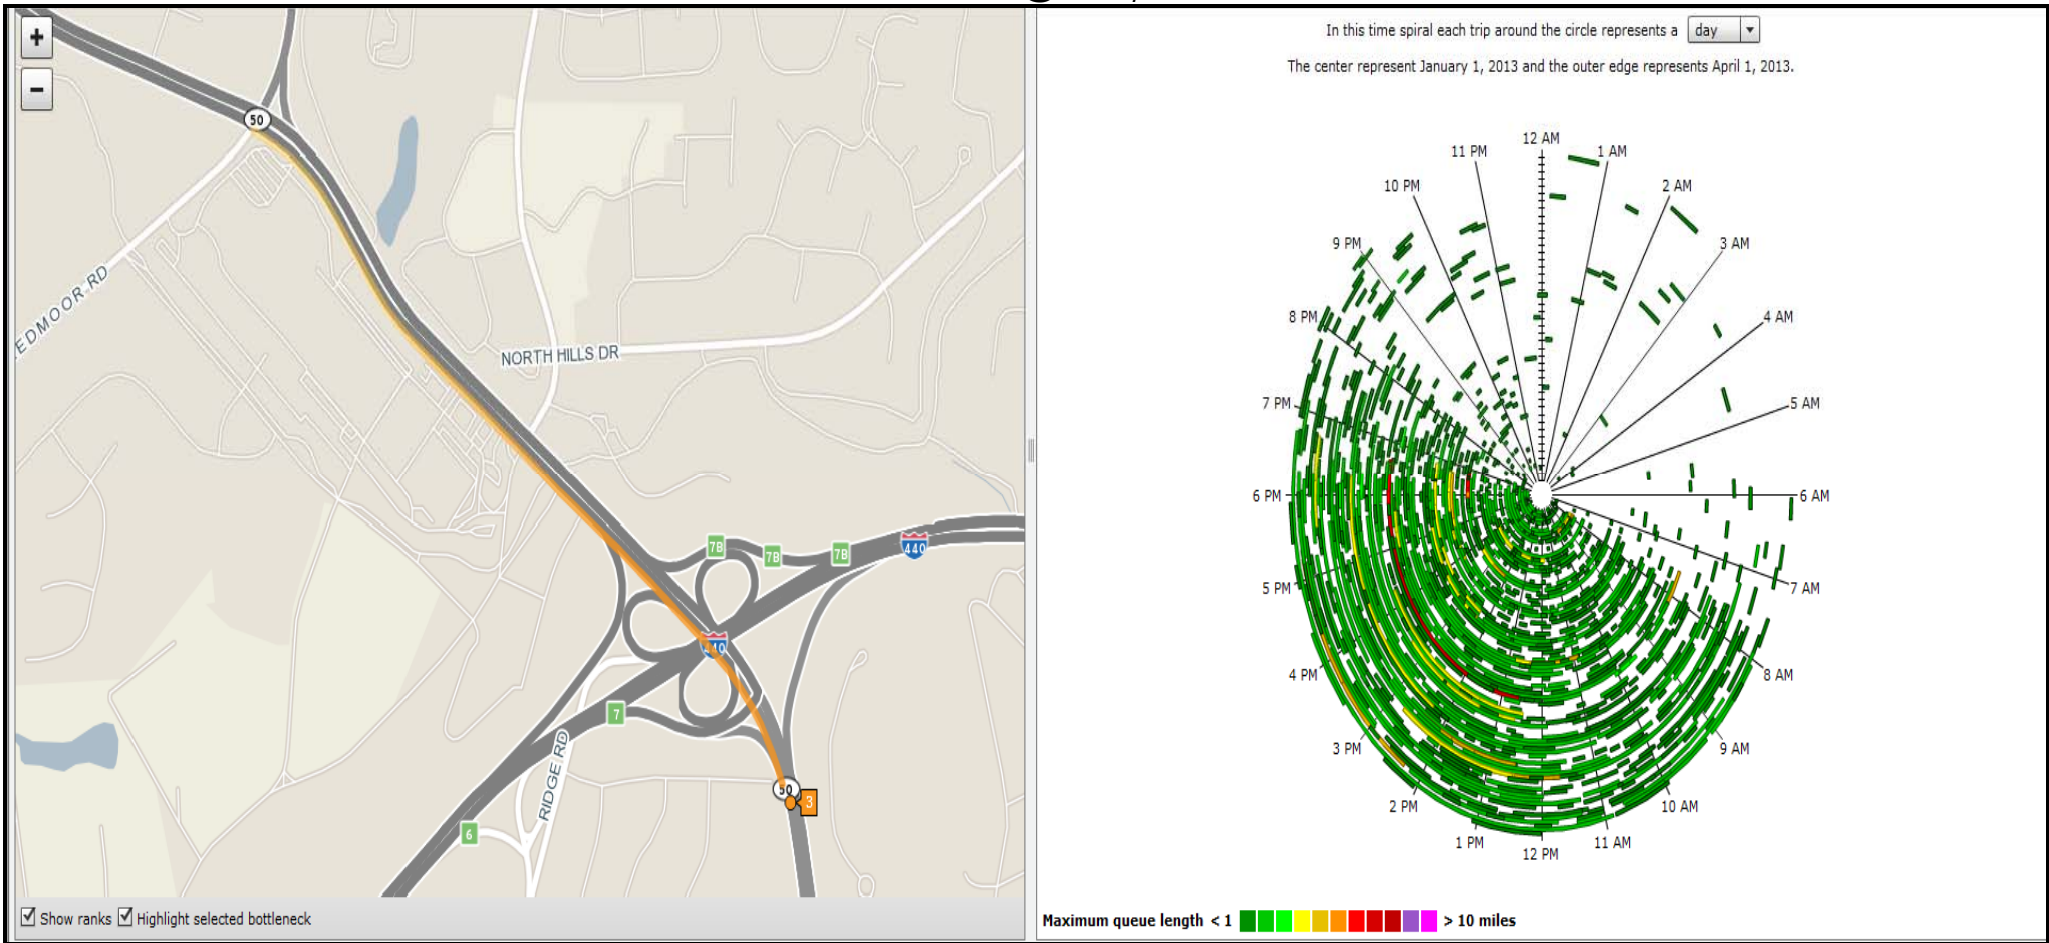 +
−
50
EDMOOR RD
NORTH HILLS DR
7B
7B
7B
440
440
7
RIDGE RD
50
3
6
Show ranks
Highlight selected bottleneck
In this time spiral each trip around the circle represents a day
The center represent January 1, 2013 and the outer edge represents April 1, 2013.
12 AM
11 PM
1 AM
10 PM
2 AM
9 PM
3 AM
8 PM
4 AM
7 PM
5 AM
6 PM
6 AM
5 PM
7 AM
4 PM
8 AM
3 PM
9 AM
2 PM
10 AM
1 PM
11 AM
12 PM
Maximum queue length < 1 > 10 miles